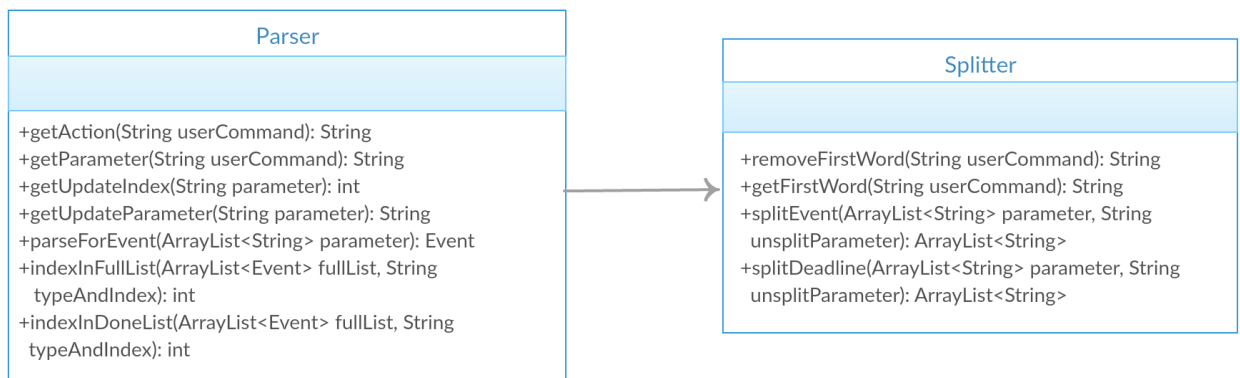 Parser
+getAction(String userCommand): String
+getParameter(String userCommand): String
+getUpdateIndex(String parameter): int
+getUpdateParameter(String parameter): String
+parseForEvent(ArrayList<String> parameter): Event
+indexInFullList(ArrayList<Event> fullList, String
typeAndIndex): int
+indexInDoneList(ArrayList<Event> fullList, String
typeAndIndex): int
Splitter
+removeFirstWord(String userCommand): String
+getFirstWord(String userCommand): String
+splitEvent(ArrayList<String> parameter, String
unsplitParameter): ArrayList<String>
+splitDeadline(ArrayList<String> parameter, String
unsplitParameter): ArrayList<String>